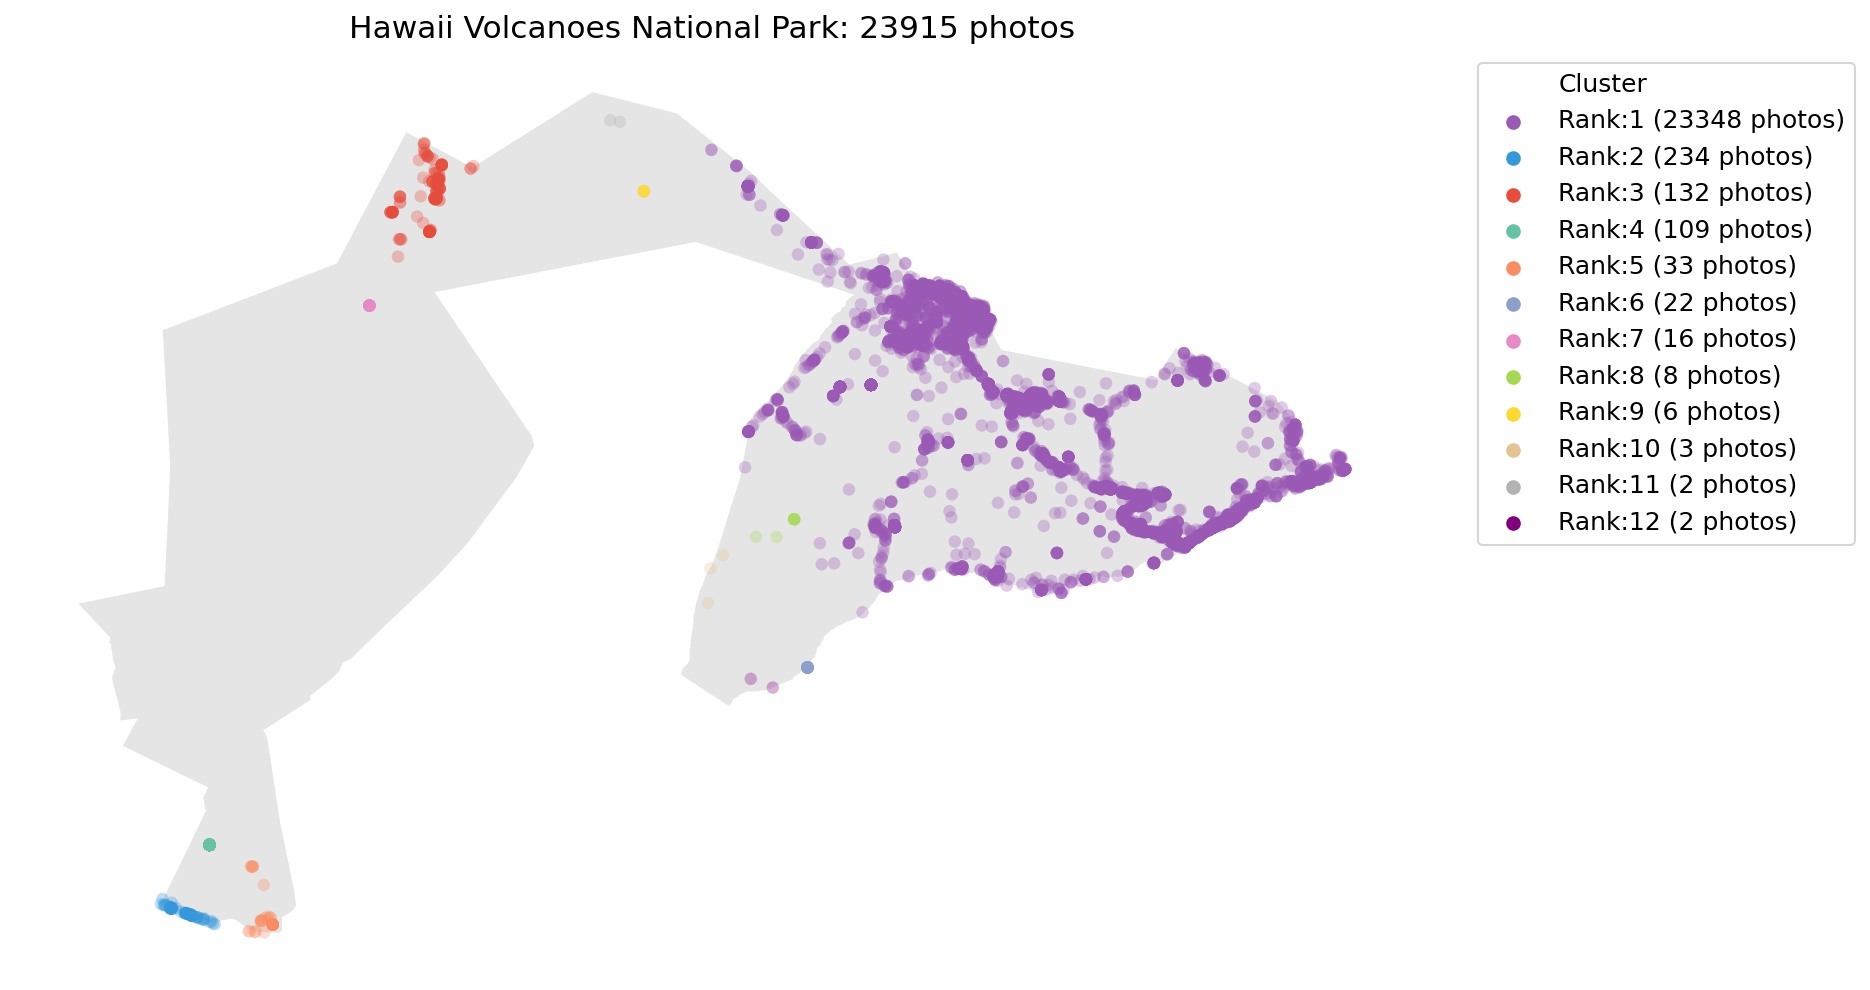 Hawaii Volcanoes National Park: 23915 photos
Cluster
Rank:1 (23348 photos)
Rank:2 (234 photos)
Rank:3 (132 photos)
Rank:4 (109 photos)
Rank:5 (33 photos)
Rank:6 (22 photos)
Rank:7 (16 photos)
Rank:8 (8 photos)
Rank:9 (6 photos)
Rank:10 (3 photos)
Rank:11 (2 photos)
Rank:12 (2 photos)